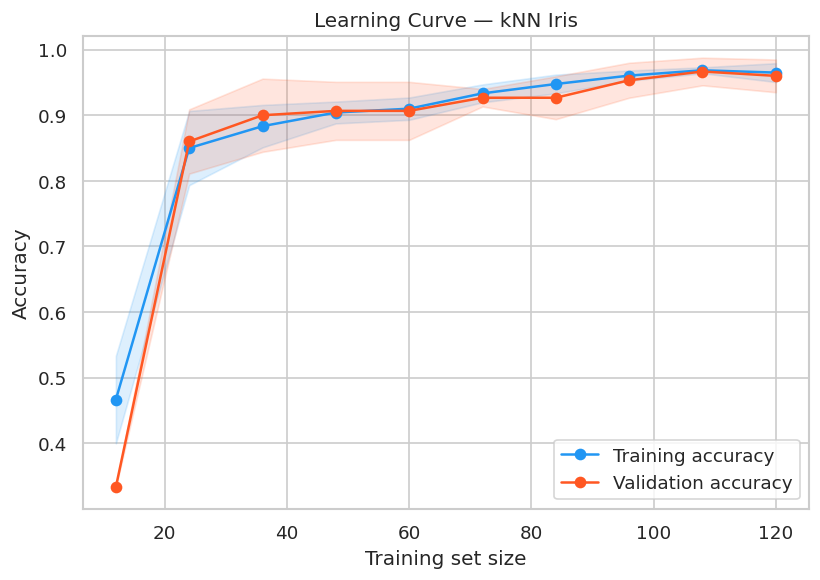 Learning Curve — kNN Iris
1.0
0.9
0.8
0.7
0.6
0.5
0.4
Accuracy
Training accuracy
Validation accuracy
20 40 60 80 100 120
Training set size